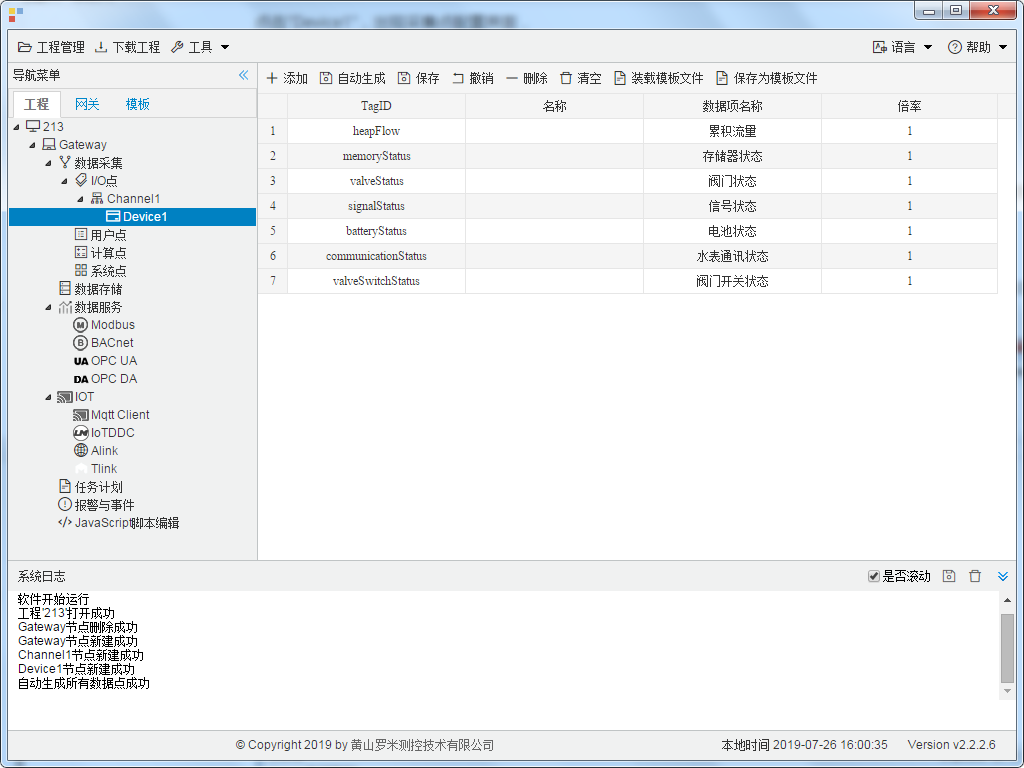 工程管理 下载工程 工具 语言 帮助
导航菜单
添加 自动生成 保存 撤销 删除 清空 装载模板文件 保存为模板文件
工程 网关 模板
213
Gateway
数据采集
I/O点
Channel1
Device1
用户点
计算点
系统点
数据存储
数据服务
Modbus
BACnet
UA OPC UA
DA OPC DA
IOT
Mqtt Client
IoTDDC
Alink
Tlink
任务计划
报警与事件
JavaScript脚本编辑
TagID 名称 数据项名称 倍率
1 heapFlow 累积流量 1
2 memoryStatus 存储器状态 1
3 valveStatus 阀门状态 1
4 signalStatus 信号状态 1
5 batteryStatus 电池状态 1
6 communicationStatus 水表通讯状态 1
7 valveSwitchStatus 阀门开关状态 1
系统日志 是否滚动
软件开始运行
工程'213'打开成功
Gateway节点删除成功
Gateway节点新建成功
Channel1节点新建成功
Device1节点新建成功
自动生成所有数据点成功
© Copyright 2019 by 黄山罗米测控技术有限公司 本地时间 2019-07-26 16:00:35 Version v2.2.2.6